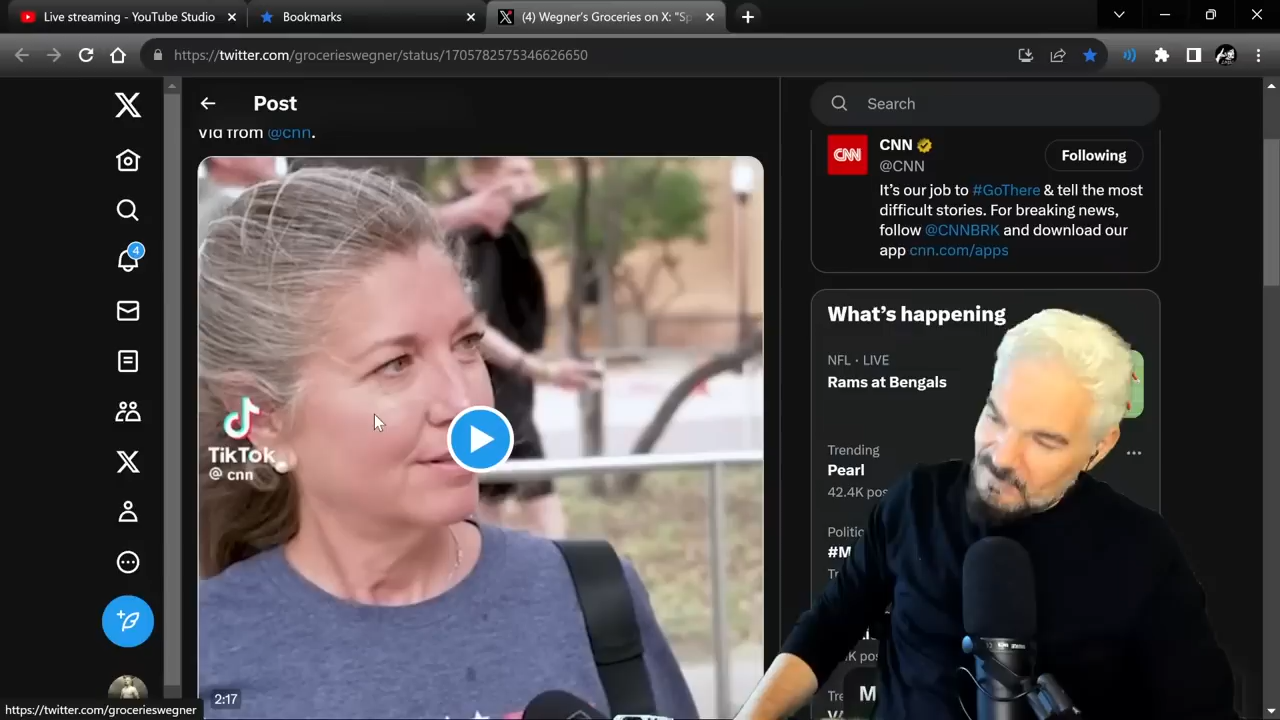 Live streaming - YouTube Studio
Bookmarks
(4) Wegner's Groceries on X: "Sp
https://twitter.com/grocerieswegner/status/1705782575346626650
Post
Search
Vid from @cnn.
CNN
@CNN
Following
It's our job to #GoThere & tell the most
difficult stories. For breaking news,
follow @CNNBRK and download our
app cnn.com/apps
4
What's happening
NFL · LIVE
Rams at Bengals
Trending
Pearl
42.4K pos
Politic
#M
TikTok
@ cnn
2:17
https://twitter.com/grocerieswegner